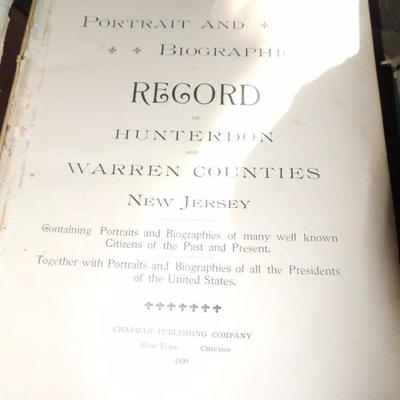 Portrait and
Biographi
Record
of
Hunterdon
and
Warren Counties
New Jersey
Containing Portraits and Biographies of many well known
Citizens of the Past and Present.
Together with Portraits and Biographies of all the Presidents
of the United States.
Chapman Publishing Company
New York Chicago
1898